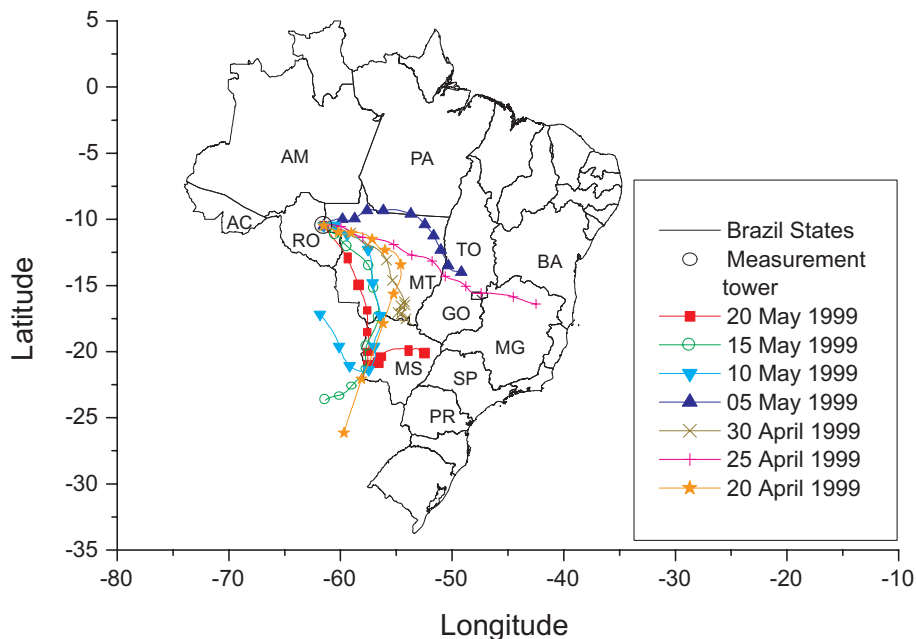 5
0
-5
-10
-15
-20
-25
-30
-35
Latitude
-80
-70
-60
-50
-40
-30
-20
-10
Longitude
AM
PA
AC
RO
TO
BA
MT
GO
MG
MS
SP
PR
Brazil States
Measurement
tower
20 May 1999
15 May 1999
10 May 1999
05 May 1999
30 April 1999
25 April 1999
20 April 1999